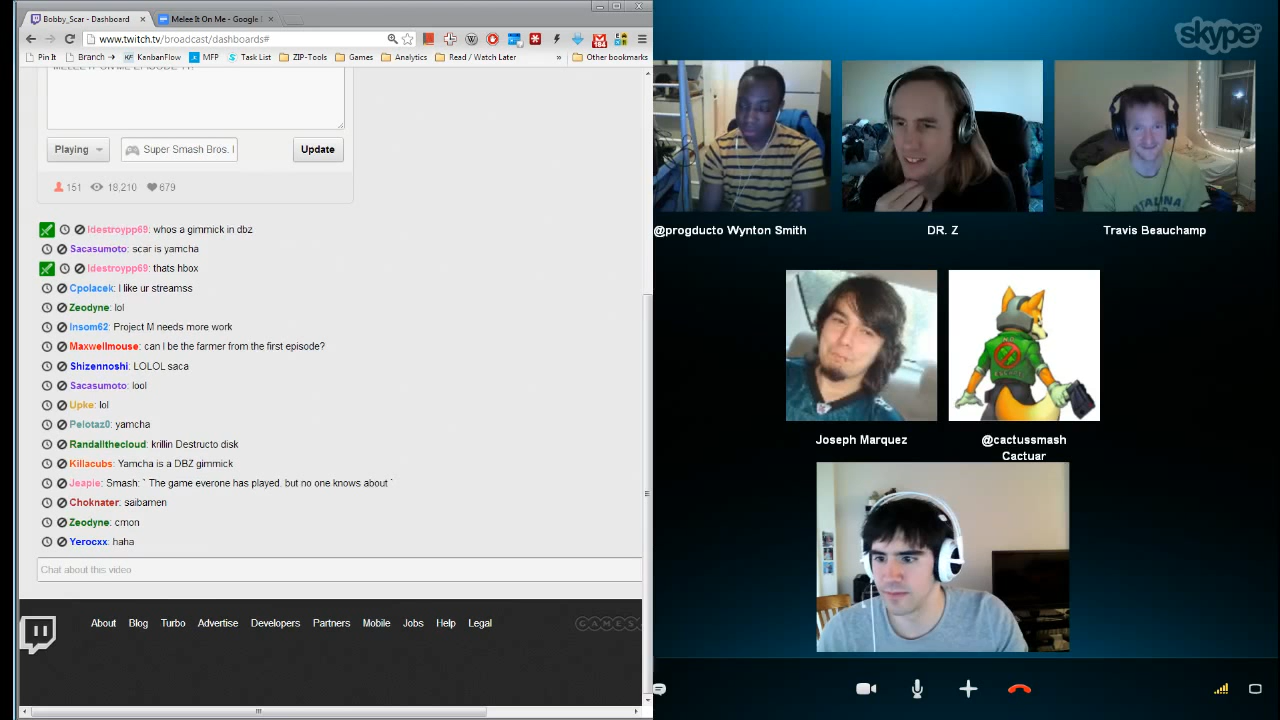 Bobby_Scar - Dashboard
Melee It On Me - Google
www.twitch.tv/broadcast/dashboards#
Pin It Branch → KanbanFlow MFP Task List ZIP-Tools Games Analytics Read / Watch Later » Other bookmarks
Playing Super Smash Bros. Update
151 18,210 679
Idestroypp69: whos a gimmick in dbz
Sacasumoto: scar is yamcha
Idestroypp69: thats hbox
Cpolacek: I like ur streamss
Zeodyne: lol
Insom62: Project M needs more work
Maxwellmouse: can I be the farmer from the first episode?
Shizennoshi: LOLOL saca
Sacasumoto: lool
Upke: lol
Pelotaz0: yamcha
Randallthecloud: krillin Destructo disk
Killacubs: Yamcha is a DBZ gimmick
Jeapie: Smash: ` The game everone has played. but no one knows about `
Choknater: saibamen
Zeodyne: cmon
Yerocxx: haha
Chat about this video
About Blog Turbo Advertise Developers Partners Mobile Jobs Help Legal
skype
@progducto Wynton Smith
DR. Z
Travis Beauchamp
Joseph Marquez
@cactussmash
Cactuar